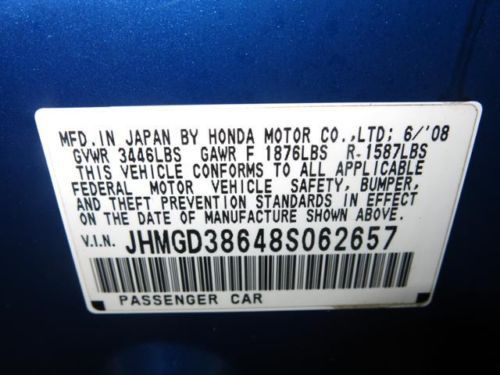 MFD. IN JAPAN BY HONDA MOTOR CO., LTD; 6/'08
GVWR 3446LBS GAWR F 1876LBS R 1587LBS
THIS VEHICLE CONFORMS TO ALL APPLICABLE
FEDERAL MOTOR VEHICLE SAFETY, BUMPER,
AND THEFT PREVENTION STANDARDS IN EFFECT
ON THE DATE OF MANUFACTURE SHOWN ABOVE.
V.I.N. JHMGD38648S062657
PASSENGER CAR